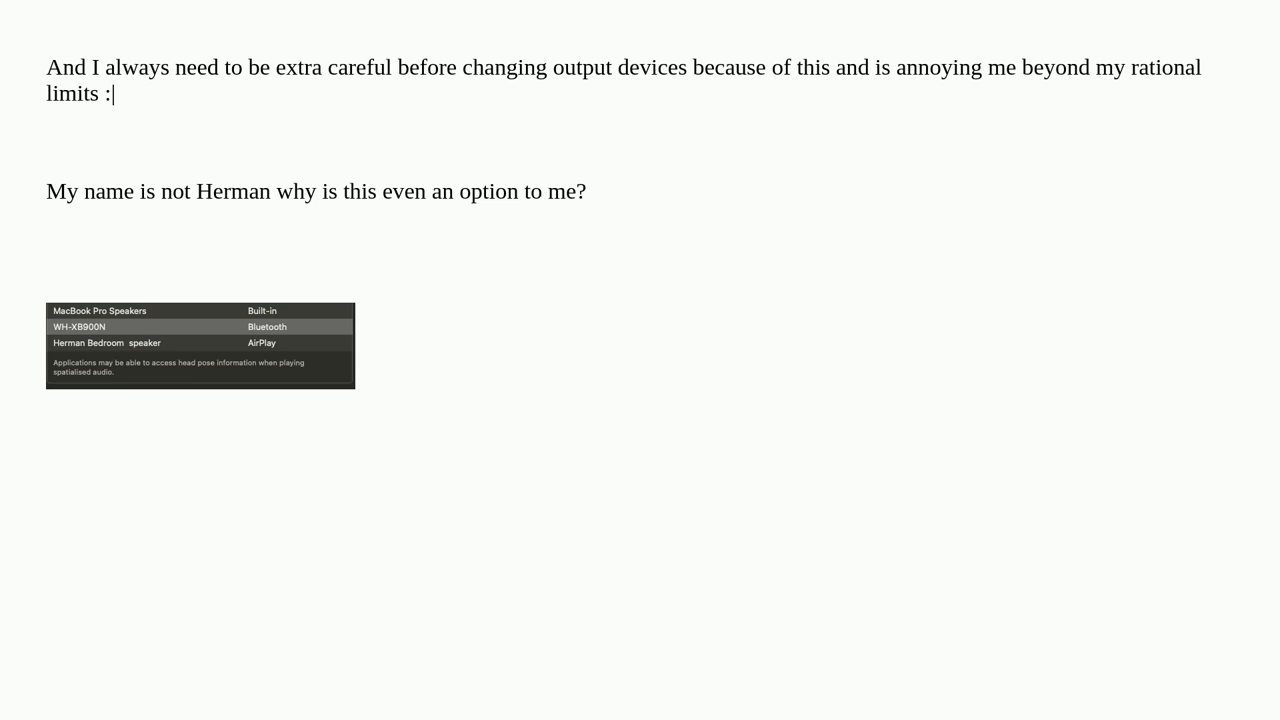 And I always need to be extra careful before changing output devices because of this and is annoying me beyond my rational
limits :|
My name is not Herman why is this even an option to me?
MacBook Pro Speakers Built-in
WH-XB900N Bluetooth
Herman Bedroom  speaker AirPlay
Applications may be able to access head pose information when playing
spatialised audio.